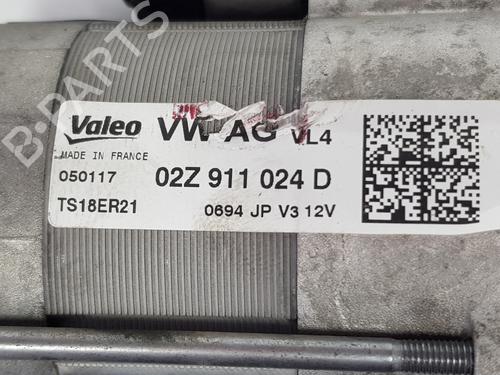 B-PARTS
Valeo VW AG VL4
MADE IN FRANCE
050117 02Z 911 024 D
TS18ER21 0694 JP V3 12V